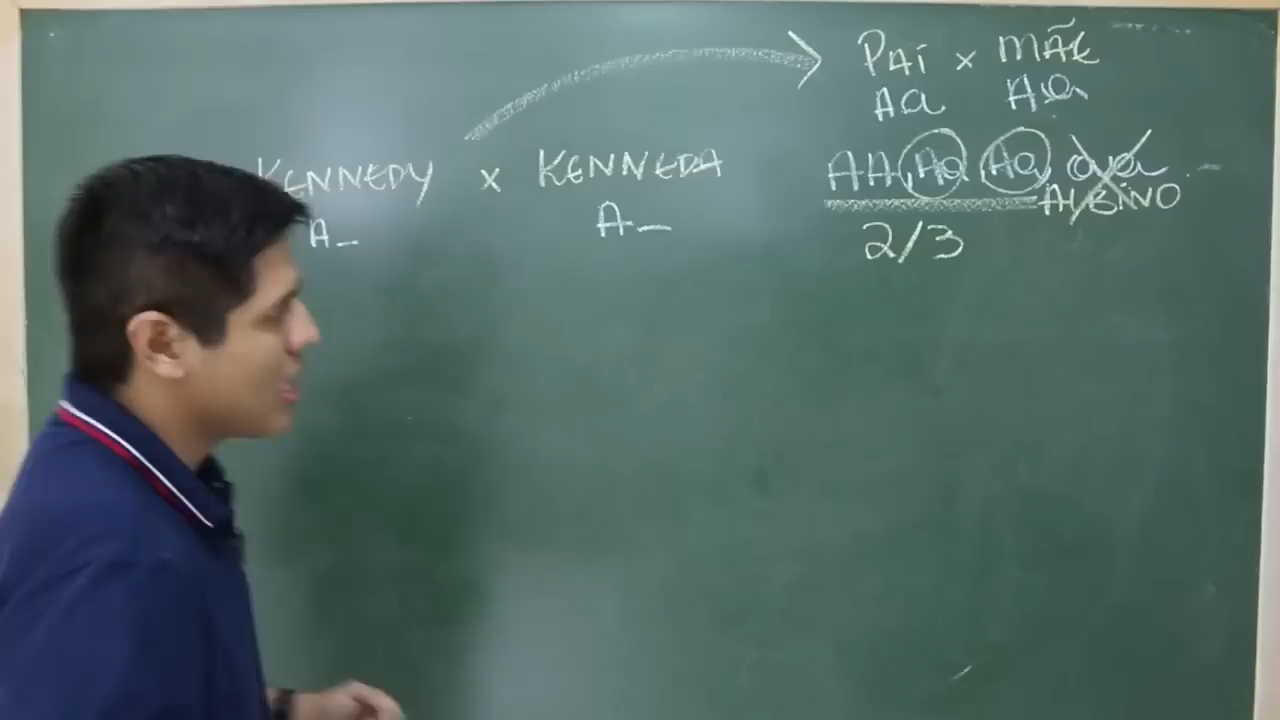 PAI x MÃE
Aa Aa
KENNEDY x KENNEDA
A_ A_
AA, Aa, Aa, aa
ALBINO
2/3